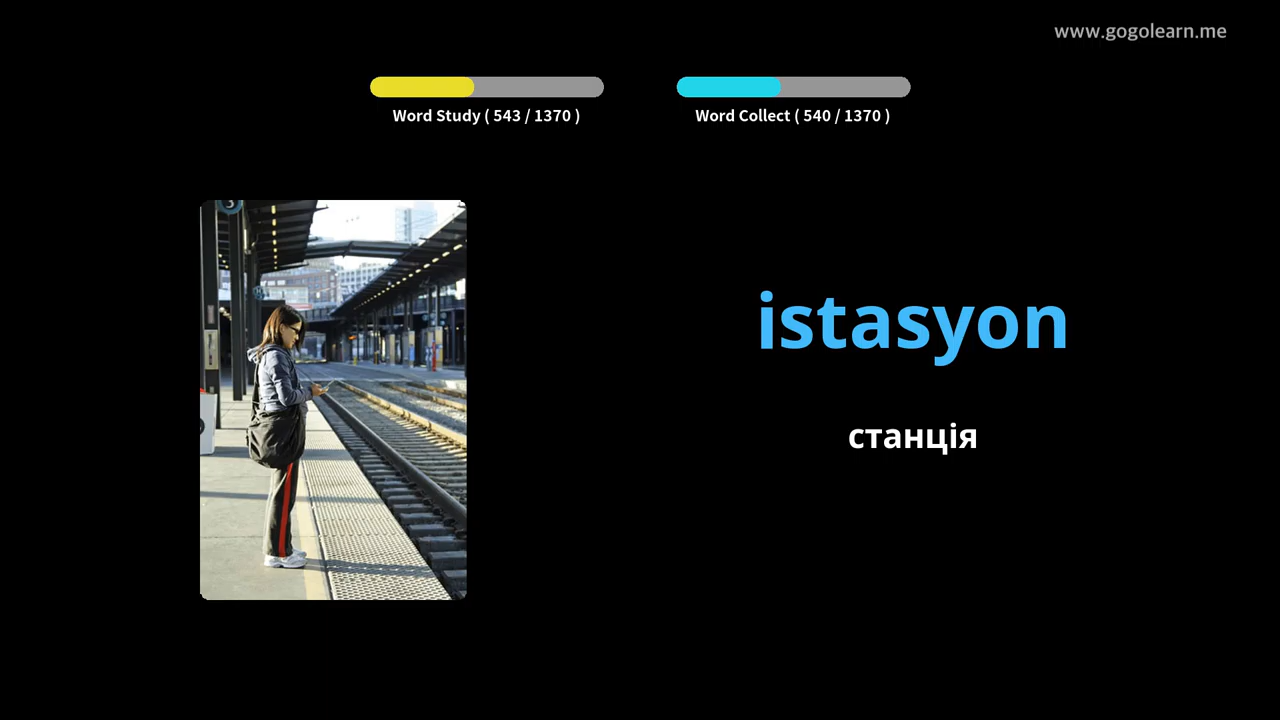 www.gogolearn.me
Word Study ( 543 / 1370 )
Word Collect ( 540 / 1370 )
istasyon
станція